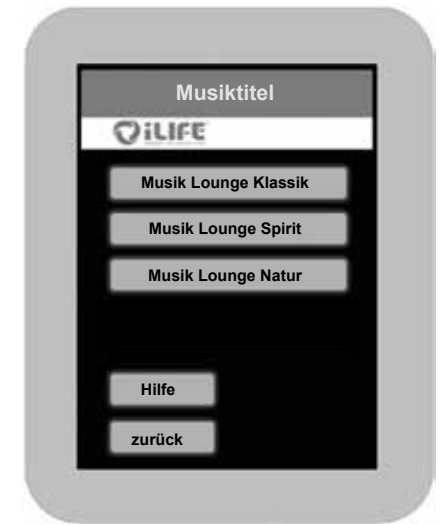 Musiktitel
iLIFE
Musik Lounge Klassik
Musik Lounge Spirit
Musik Lounge Natur
Hilfe
zurück